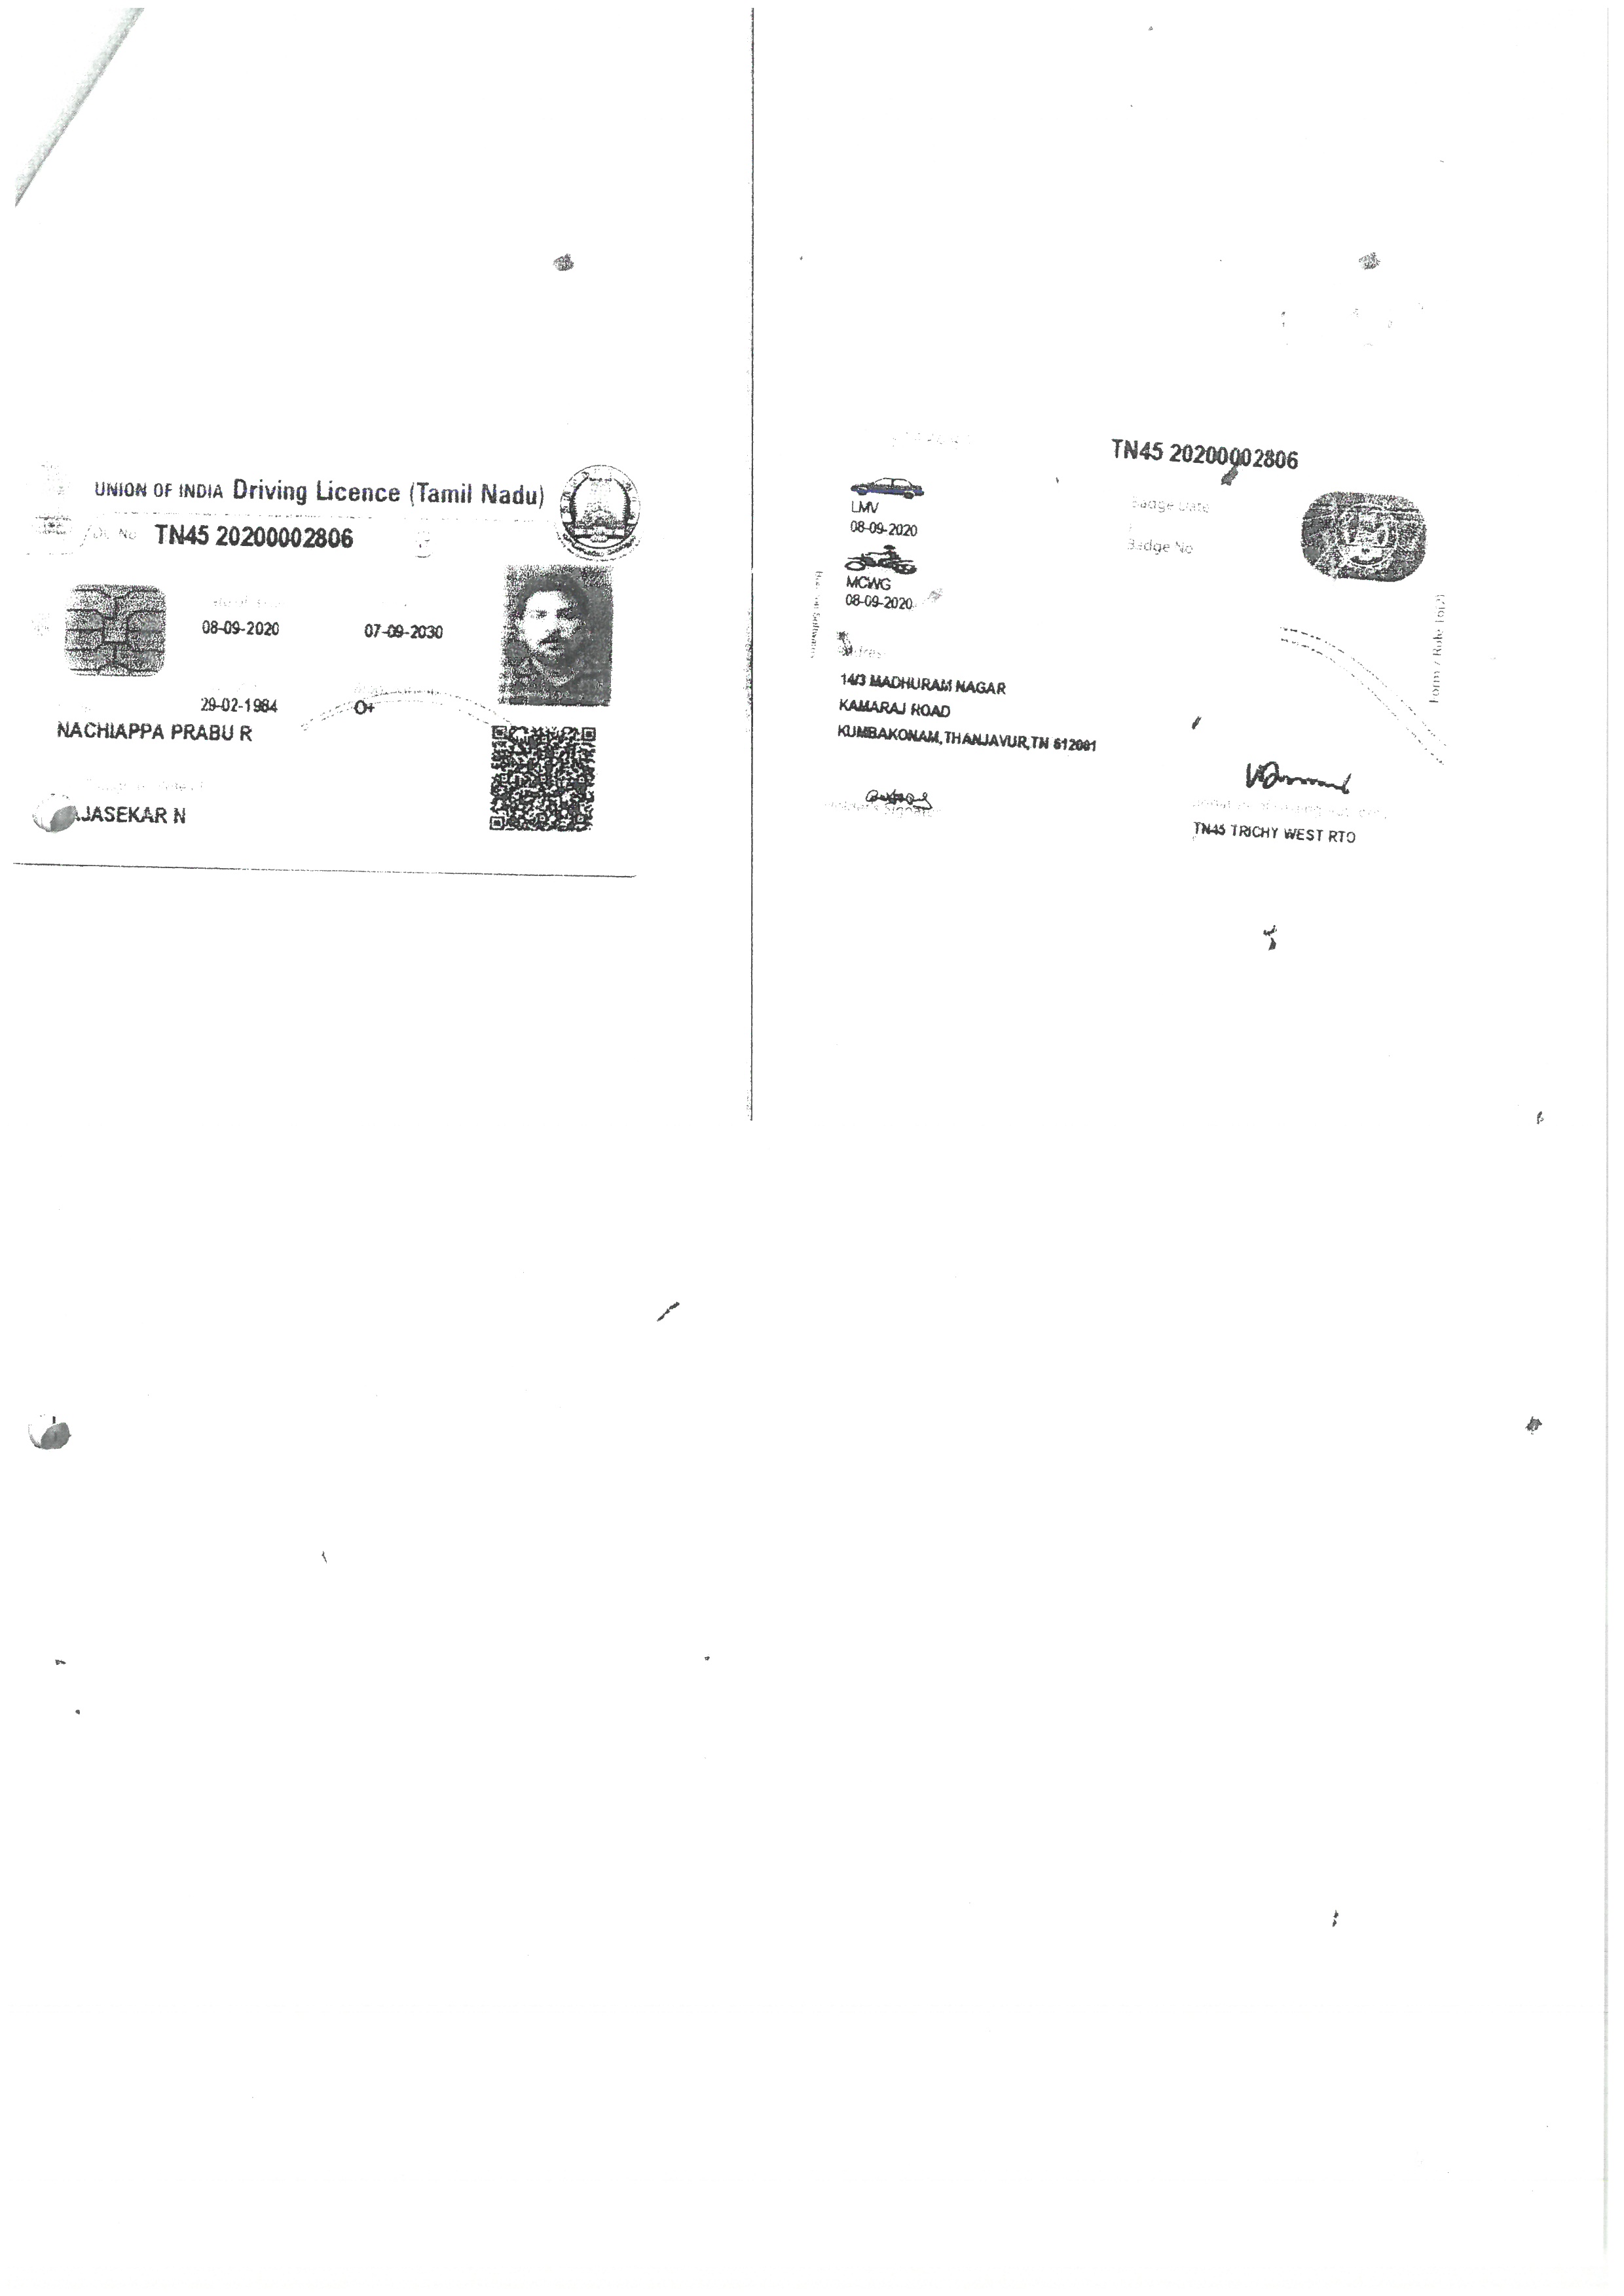 UNION OF INDIA Driving Licence (Tamil Nadu)
DL No TN45 20200002806
08-09-2020 07-09-2030
29-02-1984 O+
NACHIAPPA PRABU R
AJASEKAR N
TN45 20200002806
LMV
08-09-2020
Badge Date
Badge No
MCWG
08-09-2020
Form 7 Rule 16(2)
Address
14/3 MADHURAM NAGAR
KAMARAJ ROAD
KUMBAKONAM,THANJAVUR,TN 612001
Holder's Signature
TN45 TRICHY WEST RTO